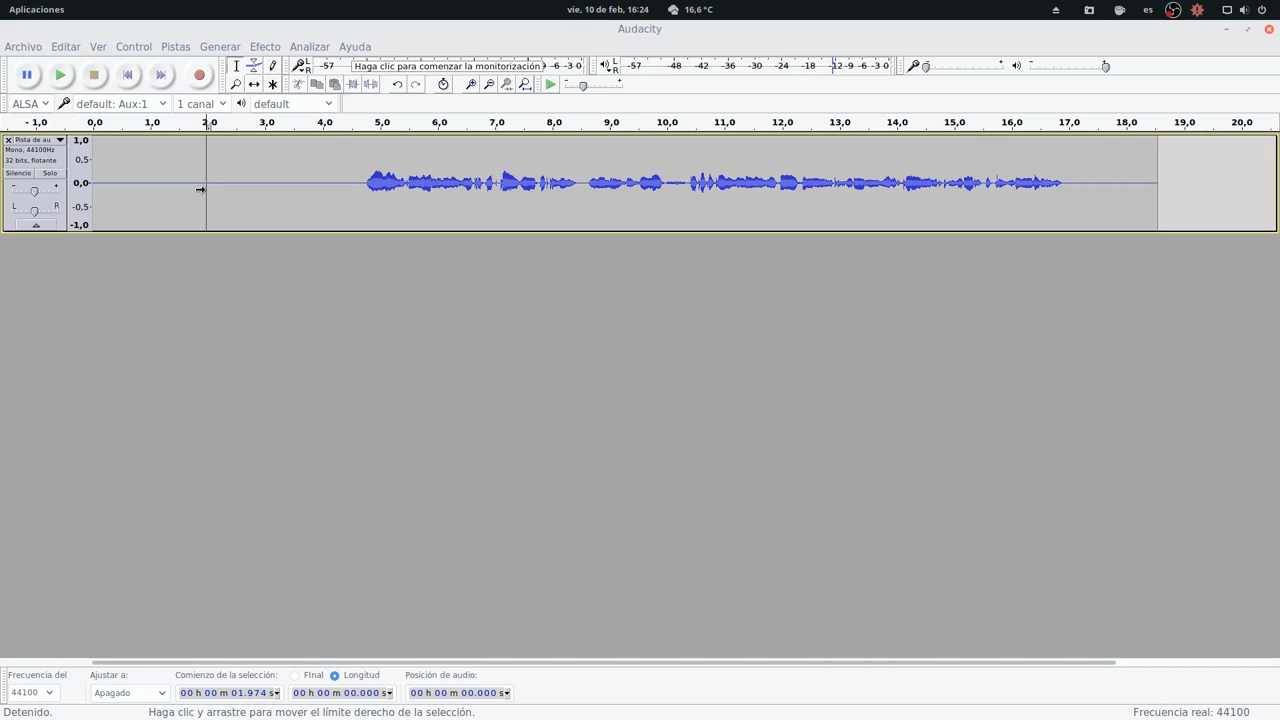 Aplicaciones
vie, 10 de feb, 16:24
16,6 °C
es
Audacity
Archivo Editar Ver Control Pistas Generar Efecto Analizar Ayuda
L
R
-57
Haga clic para comenzar la monitorización
-6 -3 0
L
R
-57 -48 -42 -36 -30 -24 -18 -12 -9 -6 -3 0
- +
- +
- +
ALSA
default: Aux:1
1 canal
default
- 1,0 0,0 1,0 2,0 3,0 4,0 5,0 6,0 7,0 8,0 9,0 10,0 11,0 12,0 13,0 14,0 15,0 16,0 17,0 18,0 19,0 20,0
Pista de au
Mono, 44100Hz
32 bits, flotante
Silencio Solo
- +
L R
1,0
0,5-
0,0-
-0,5-
-1,0
Frecuencia del
Ajustar a:
Comienzo de la selección:
FInal
Longitud
Posición de audio:
44100
Apagado
00 h 00 m 01.974 s
00 h 00 m 00.000 s
00 h 00 m 00.000 s
Detenido.
Haga clic y arrastre para mover el límite derecho de la selección.
Frecuencia real: 44100